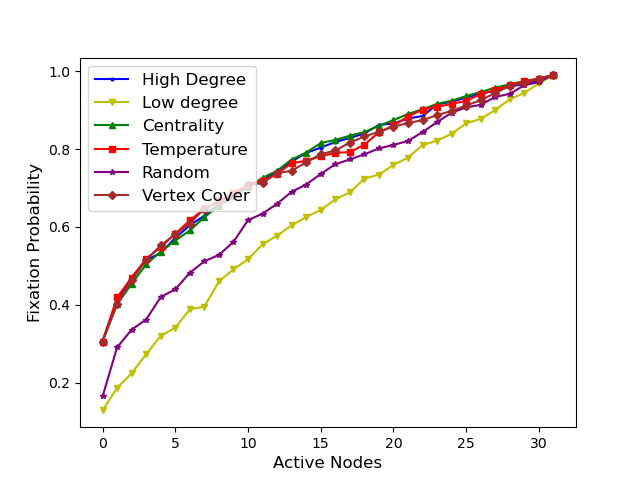 High Degree
Low degree
Centrality
Temperature
Random
Vertex Cover
1.0
0.8
0.6
0.4
0.2
Fixation Probability
0 5 10 15 20 25 30
Active Nodes